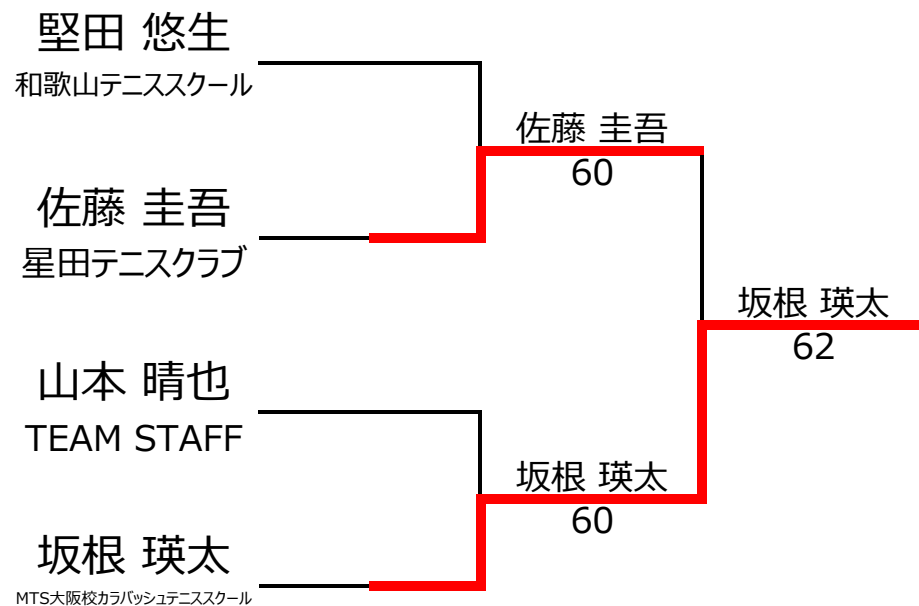 堅田 悠生
和歌山テニススクール
佐藤 圭吾
60
佐藤 圭吾
星田テニスクラブ
坂根 瑛太
62
山本 晴也
TEAM STAFF
坂根 瑛太
60
坂根 瑛太
MTS大阪校カラバッシュテニススクール